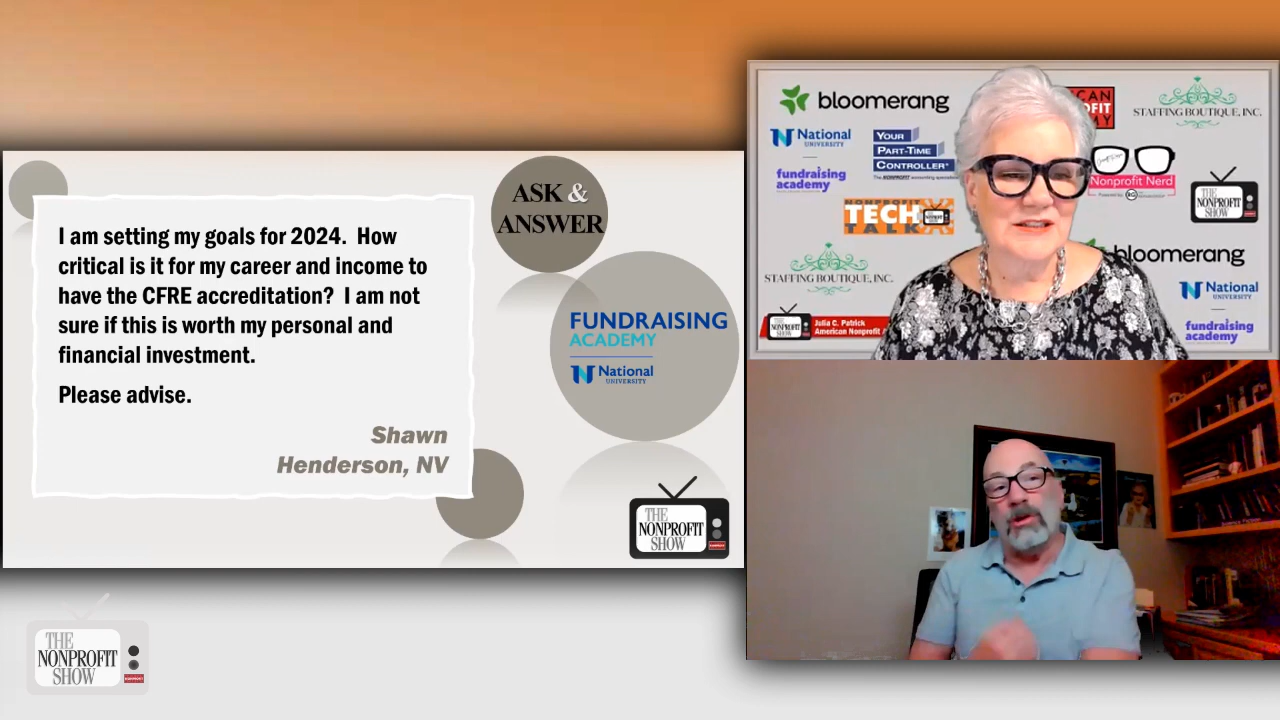 I am setting my goals for 2024. How
critical is it for my career and income to
have the CFRE accreditation? I am not
sure if this is worth my personal and
financial investment.
Please advise.
Shawn
Henderson, NV
ASK &
ANSWER
FUNDRAISING
ACADEMY
National
UNIVERSITY
THE
NONPROFIT
SHOW
THE
NONPROFIT
SHOW
bloomerang
STAFFING BOUTIQUE, INC.
National
UNIVERSITY
fundraising
academy
YOUR
PART-TIME
CONTROLLER
Nonprofit Nerd
THE
NONPROFIT
SHOW
NONPROFIT
TECH
TALK
STAFFING BOUTIQUE, INC.
bloomerang
National
UNIVERSITY
fundraising
academy
Julia C. Patrick
American Nonprofit